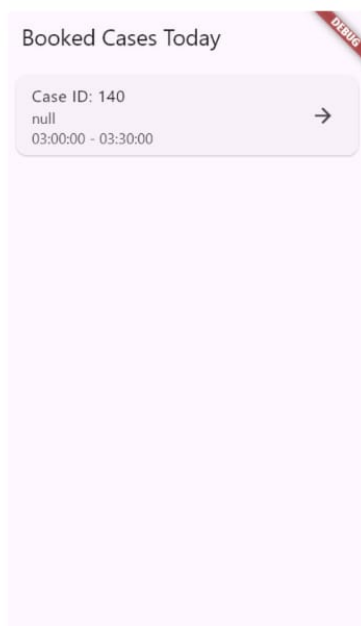 DEBUG
Booked Cases Today
Case ID: 140
null
03:00:00 - 03:30:00